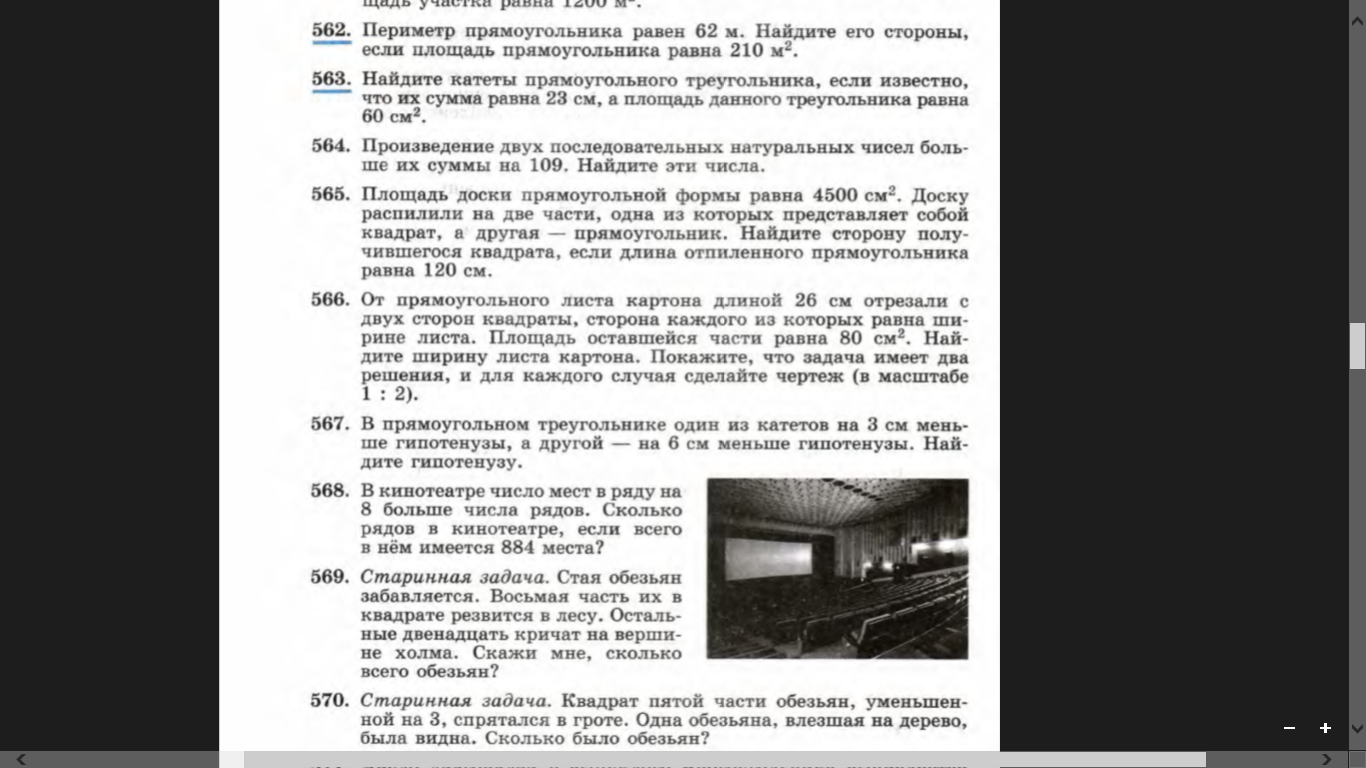 щадь участка равна 1200 м².
562. Периметр прямоугольника равен 62 м. Найдите его стороны,
если площадь прямоугольника равна 210 м².
563. Найдите катеты прямоугольного треугольника, если известно,
что их сумма равна 23 см, а площадь данного треугольника равна
60 см².
564. Произведение двух последовательных натуральных чисел боль-
ше их суммы на 109. Найдите эти числа.
565. Площадь доски прямоугольной формы равна 4500 см². Доску
распилили на две части, одна из которых представляет собой
квадрат, а другая — прямоугольник. Найдите сторону полу-
чившегося квадрата, если длина отпиленного прямоугольника
равна 120 см.
566. От прямоугольного листа картона длиной 26 см отрезали с
двух сторон квадраты, сторона каждого из которых равна ши-
рине листа. Площадь оставшейся части равна 80 см². Най-
дите ширину листа картона. Покажите, что задача имеет два
решения, и для каждого случая сделайте чертеж (в масштабе
1 : 2).
567. В прямоугольном треугольнике один из катетов на 3 см мень-
ше гипотенузы, а другой — на 6 см меньше гипотенузы. Най-
дите гипотенузу.
568. В кинотеатре число мест в ряду на
8 больше числа рядов. Сколько
рядов в кинотеатре, если всего
в нём имеется 884 места?
569. Старинная задача. Стая обезьян
забавляется. Восьмая часть их в
квадрате резвится в лесу. Осталь-
ные двенадцать кричат на верши-
не холма. Скажи мне, сколько
всего обезьян?
570. Старинная задача. Квадрат пятой части обезьян, уменьшен-
ной на 3, спрятался в гроте. Одна обезьяна, влезшая на дерево,
была видна. Сколько было обезьян?